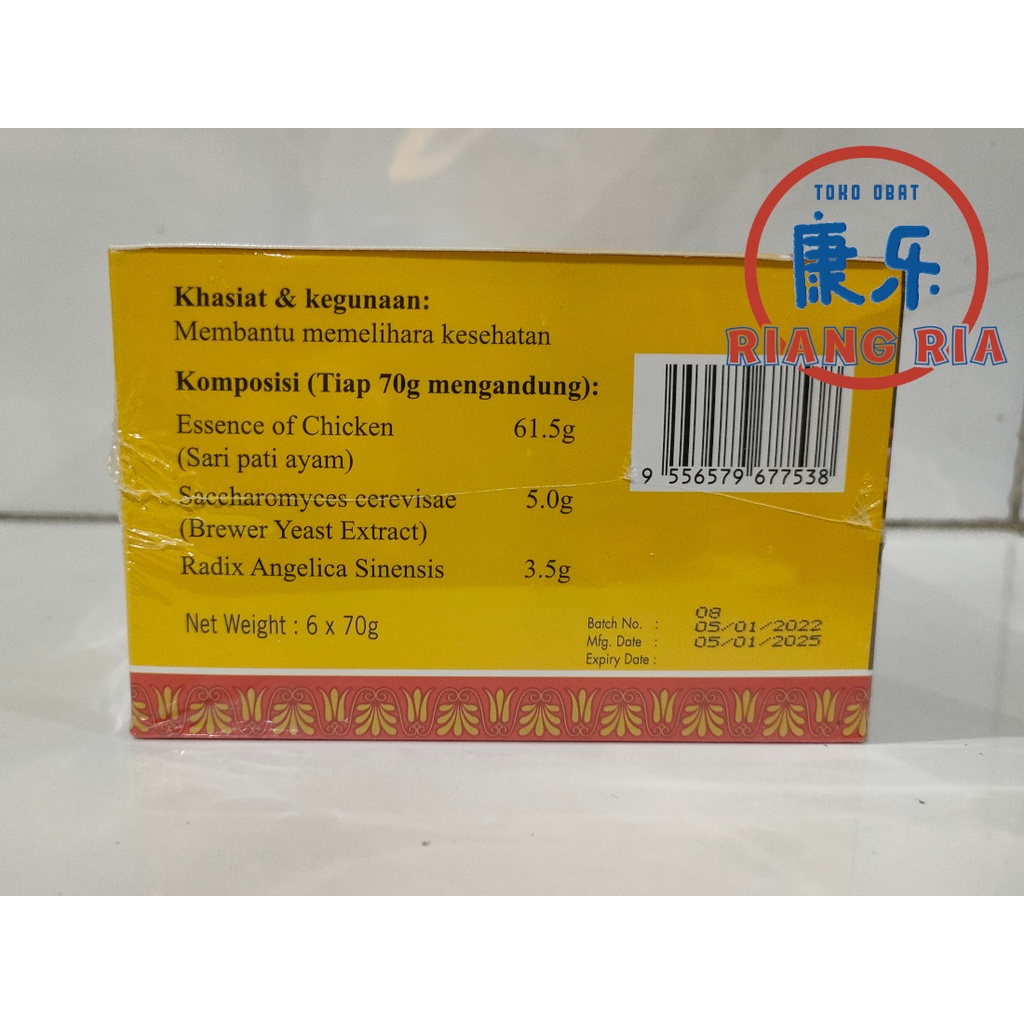 TOKO OBAT
康乐
RIANG RIA
Khasiat & kegunaan:
Membantu memelihara kesehatan
Komposisi (Tiap 70g mengandung):
Essence of Chicken 61.5g
(Sari pati ayam)
Saccharomyces cerevisae 5.0g
(Brewer Yeast Extract)
Radix Angelica Sinensis 3.5g
Net Weight : 6 x 70g
9 556579 677538
Batch No. : 08
Mfg. Date : 05/01/2022
Expiry Date : 05/01/2025